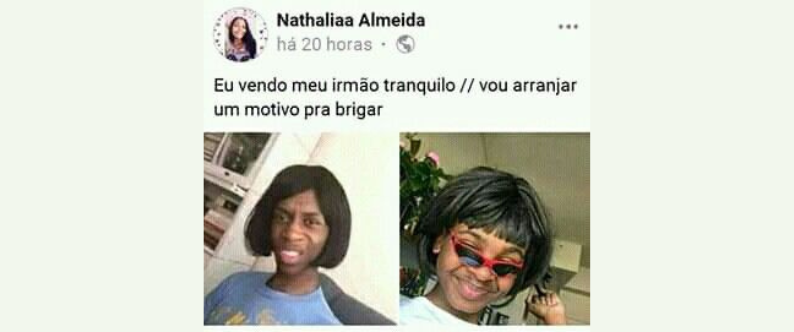 Nathaliaa Almeida
há 20 horas ·
Eu vendo meu irmão tranquilo // vou arranjar
um motivo pra brigar